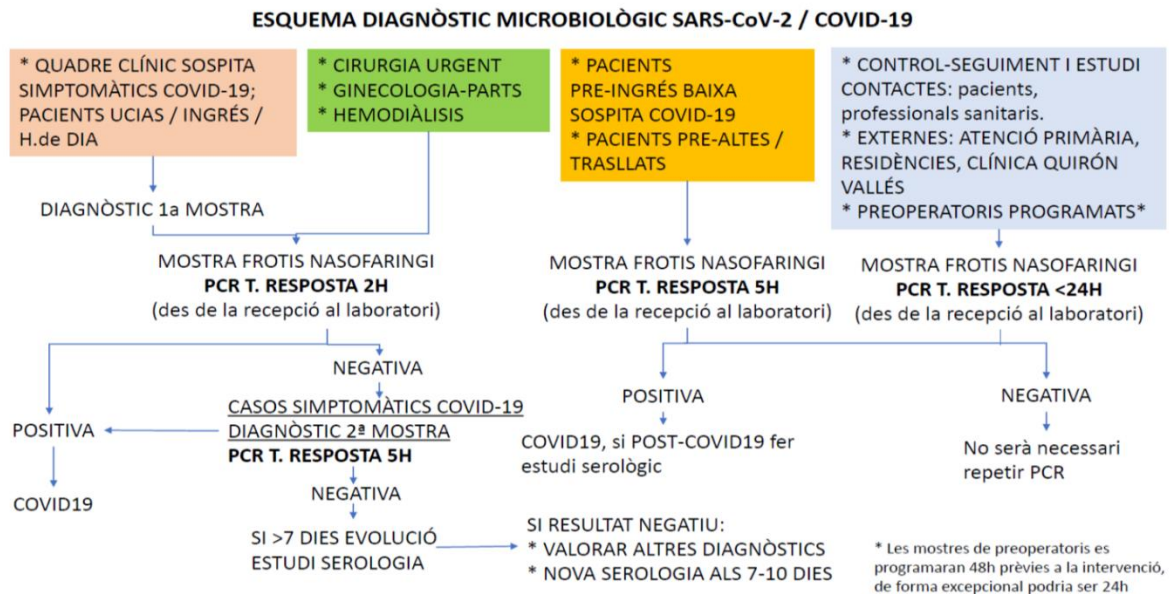 ESQUEMA DIAGNÒSTIC MICROBIOLÒGIC SARS-CoV-2 / COVID-19
* QUADRE CLÍNIC SOSPITA
SIMPTOMÀTICS COVID-19;
PACIENTS UCIAS / INGRÉS /
H.de DIA
* CIRURGIA URGENT
* GINECOLOGIA-PARTS
* HEMODIÀLISIS
* PACIENTS
PRE-INGRÉS BAIXA
SOSPITA COVID-19
* PACIENTS PRE-ALTES /
TRASLLATS
* CONTROL-SEGUIMENT I ESTUDI
CONTACTES: pacients,
professionals sanitaris.
* EXTERNES: ATENCIÓ PRIMÀRIA,
RESIDÈNCIES, CLÍNICA QUIRÓN
VALLÉS
* PREOPERATORIS PROGRAMATS*
DIAGNÒSTIC 1a MOSTRA
MOSTRA FROTIS NASOFARINGI
PCR T. RESPOSTA 2H
(des de la recepció al laboratori)
MOSTRA FROTIS NASOFARINGI
PCR T. RESPOSTA 5H
(des de la recepció al laboratori)
MOSTRA FROTIS NASOFARINGI
PCR T. RESPOSTA <24H
(des de la recepció al laboratori)
NEGATIVA
CASOS SIMPTOMÀTICS COVID-19
DIAGNÒSTIC 2ª MOSTRA
PCR T. RESPOSTA 5H
POSITIVA
COVID19
NEGATIVA
SI >7 DIES EVOLUCIÓ
ESTUDI SEROLOGIA
SI RESULTAT NEGATIU:
* VALORAR ALTRES DIAGNÒSTICS
* NOVA SEROLOGIA ALS 7-10 DIES
POSITIVA
COVID19, si POST-COVID19 fer
estudi serològic
NEGATIVA
No serà necessari
repetir PCR
* Les mostres de preoperatoris es
programaran 48h prèvies a la intervenció,
de forma excepcional podria ser 24h